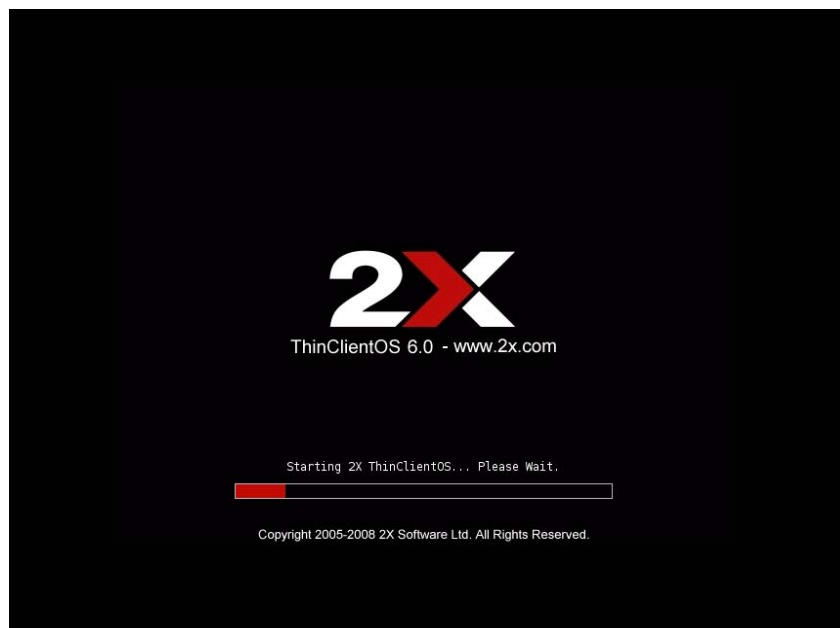 2X
ThinClientOS 6.0 - www.2x.com
Starting 2X ThinClientOS... Please Wait.
Copyright 2005-2008 2X Software Ltd. All Rights Reserved.